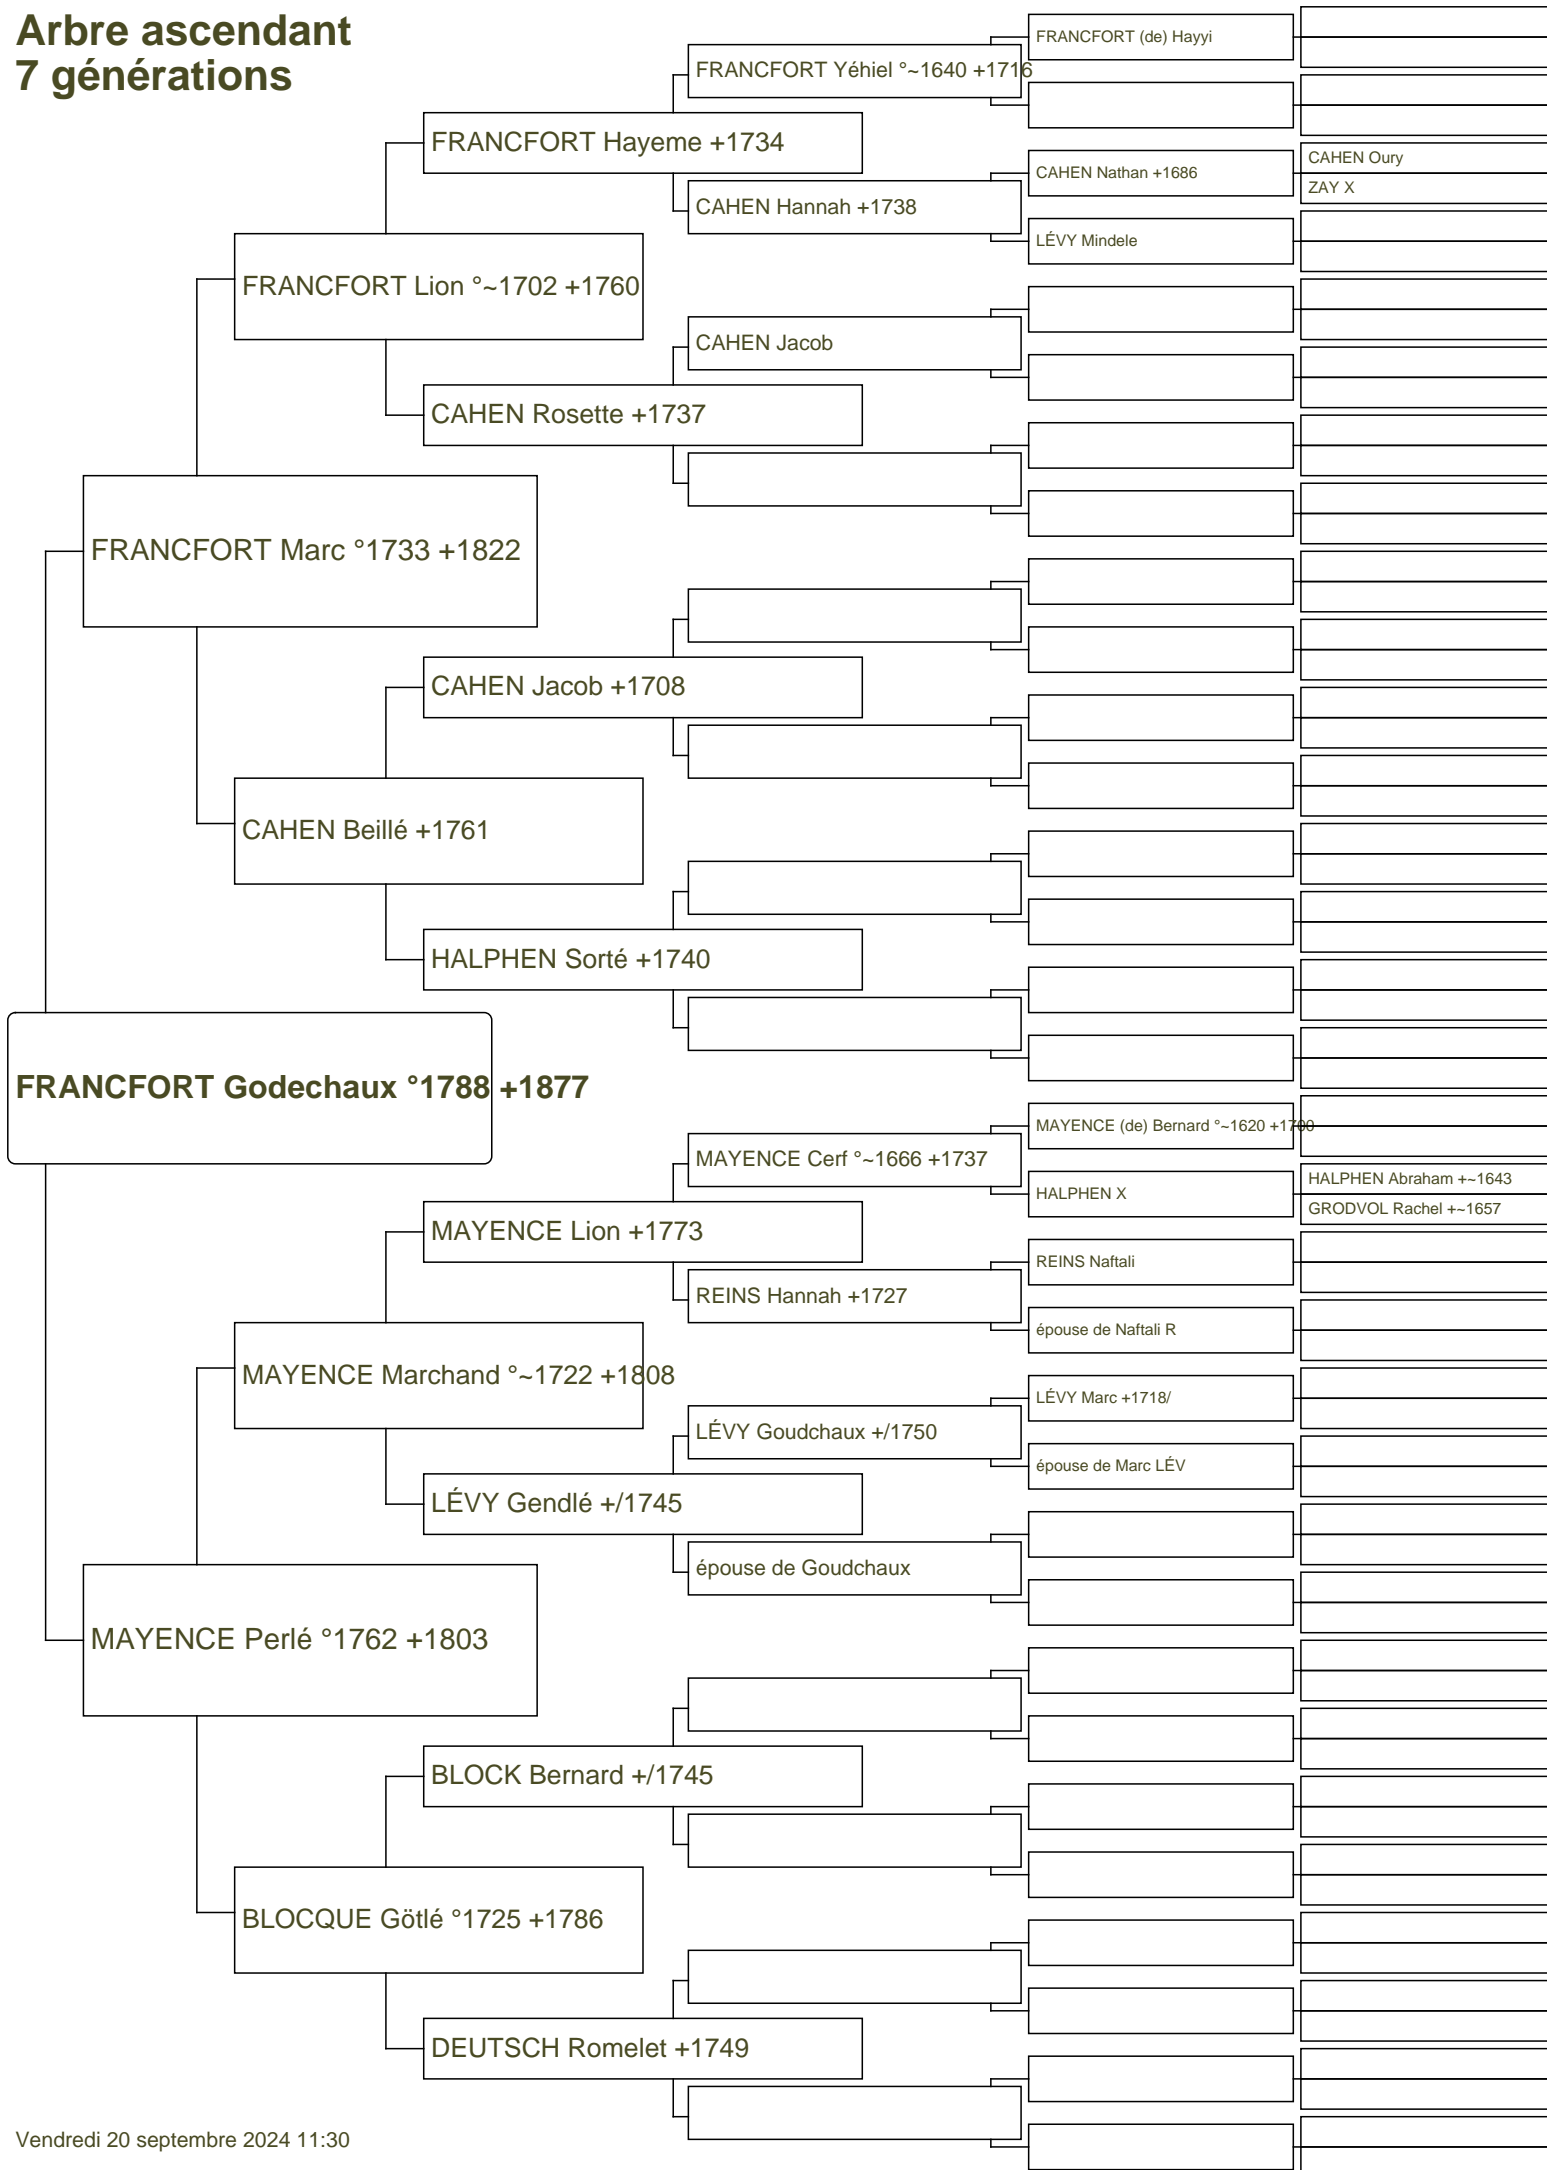 Arbre ascendant
7 générations
FRANCFORT (de) Hayyi
FRANCFORT Yéhiel °~1640 +1716
FRANCFORT Hayeme +1734
CAHEN Oury
CAHEN Nathan +1686
ZAY X
CAHEN Hannah +1738
LÉVY Mindele
FRANCFORT Lion °~1702 +1760
CAHEN Jacob
CAHEN Rosette +1737
FRANCFORT Marc °1733 +1822
CAHEN Jacob +1708
CAHEN Beillé +1761
HALPHEN Sorté +1740
FRANCFORT Godechaux °1788 +1877
MAYENCE (de) Bernard °~1620 +1700
MAYENCE Cerf °~1666 +1737
HALPHEN Abraham +~1643
HALPHEN X
GRODVOL Rachel +~1657
MAYENCE Lion +1773
REINS Naftali
REINS Hannah +1727
épouse de Naftali R
MAYENCE Marchand °~1722 +1808
LÉVY Marc +1718/
LÉVY Goudchaux +/1750
épouse de Marc LÉV
LÉVY Gendlé +/1745
épouse de Goudchaux
MAYENCE Perlé °1762 +1803
BLOCK Bernard +/1745
BLOCQUE Götlé °1725 +1786
DEUTSCH Romelet +1749
Vendredi 20 septembre 2024 11:30